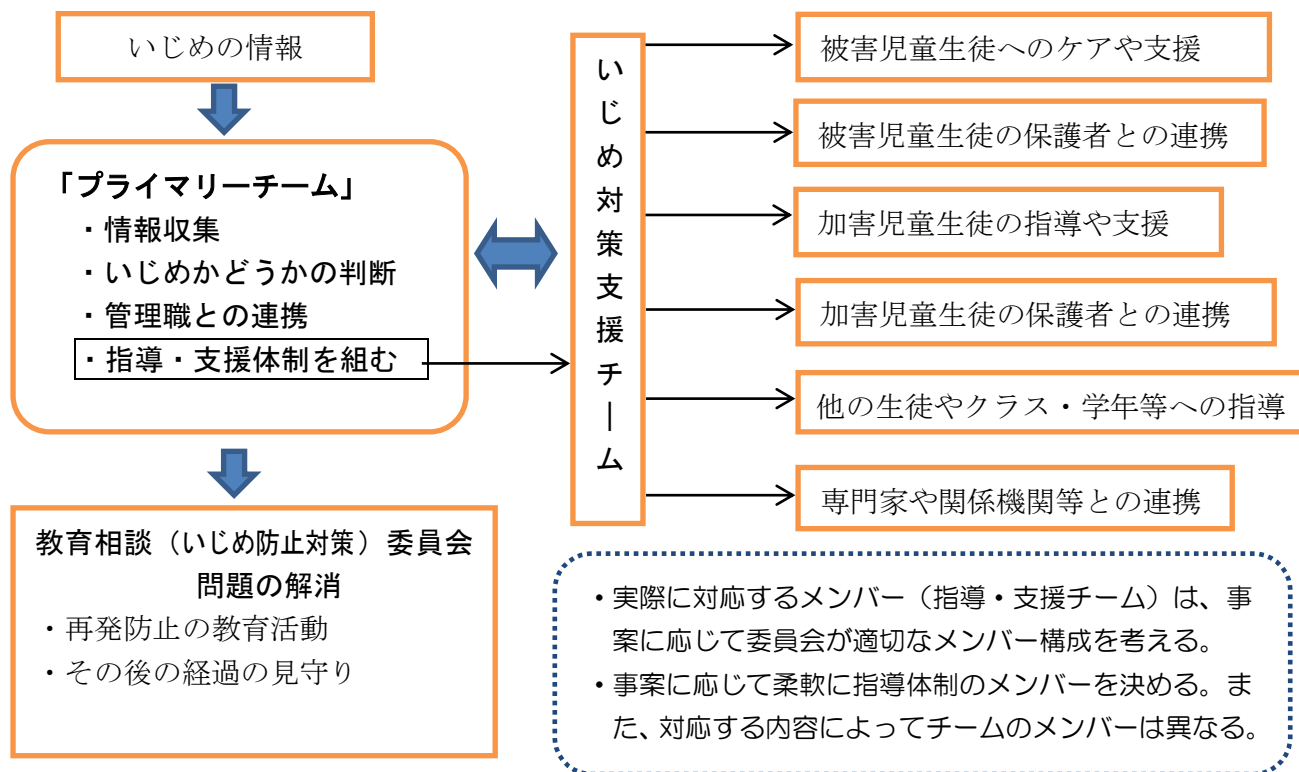 いじめの情報
「プライマリーチーム」
・情報収集
・いじめかどうかの判断
・管理職との連携
・指導・支援体制を組む
教育相談（いじめ防止対策）委員会
問題の解消
・再発防止の教育活動
・その後の経過の見守り
いじめ対策支援チーム
被害児童生徒へのケアや支援
被害児童生徒の保護者との連携
加害児童生徒の指導や支援
加害児童生徒の保護者との連携
他の生徒やクラス・学年等への指導
専門家や関係機関等との連携
・実際に対応するメンバー（指導・支援チーム）は、事
案に応じて委員会が適切なメンバー構成を考える。
・事案に応じて柔軟に指導体制のメンバーを決める。ま
た、対応する内容によってチームのメンバーは異なる。